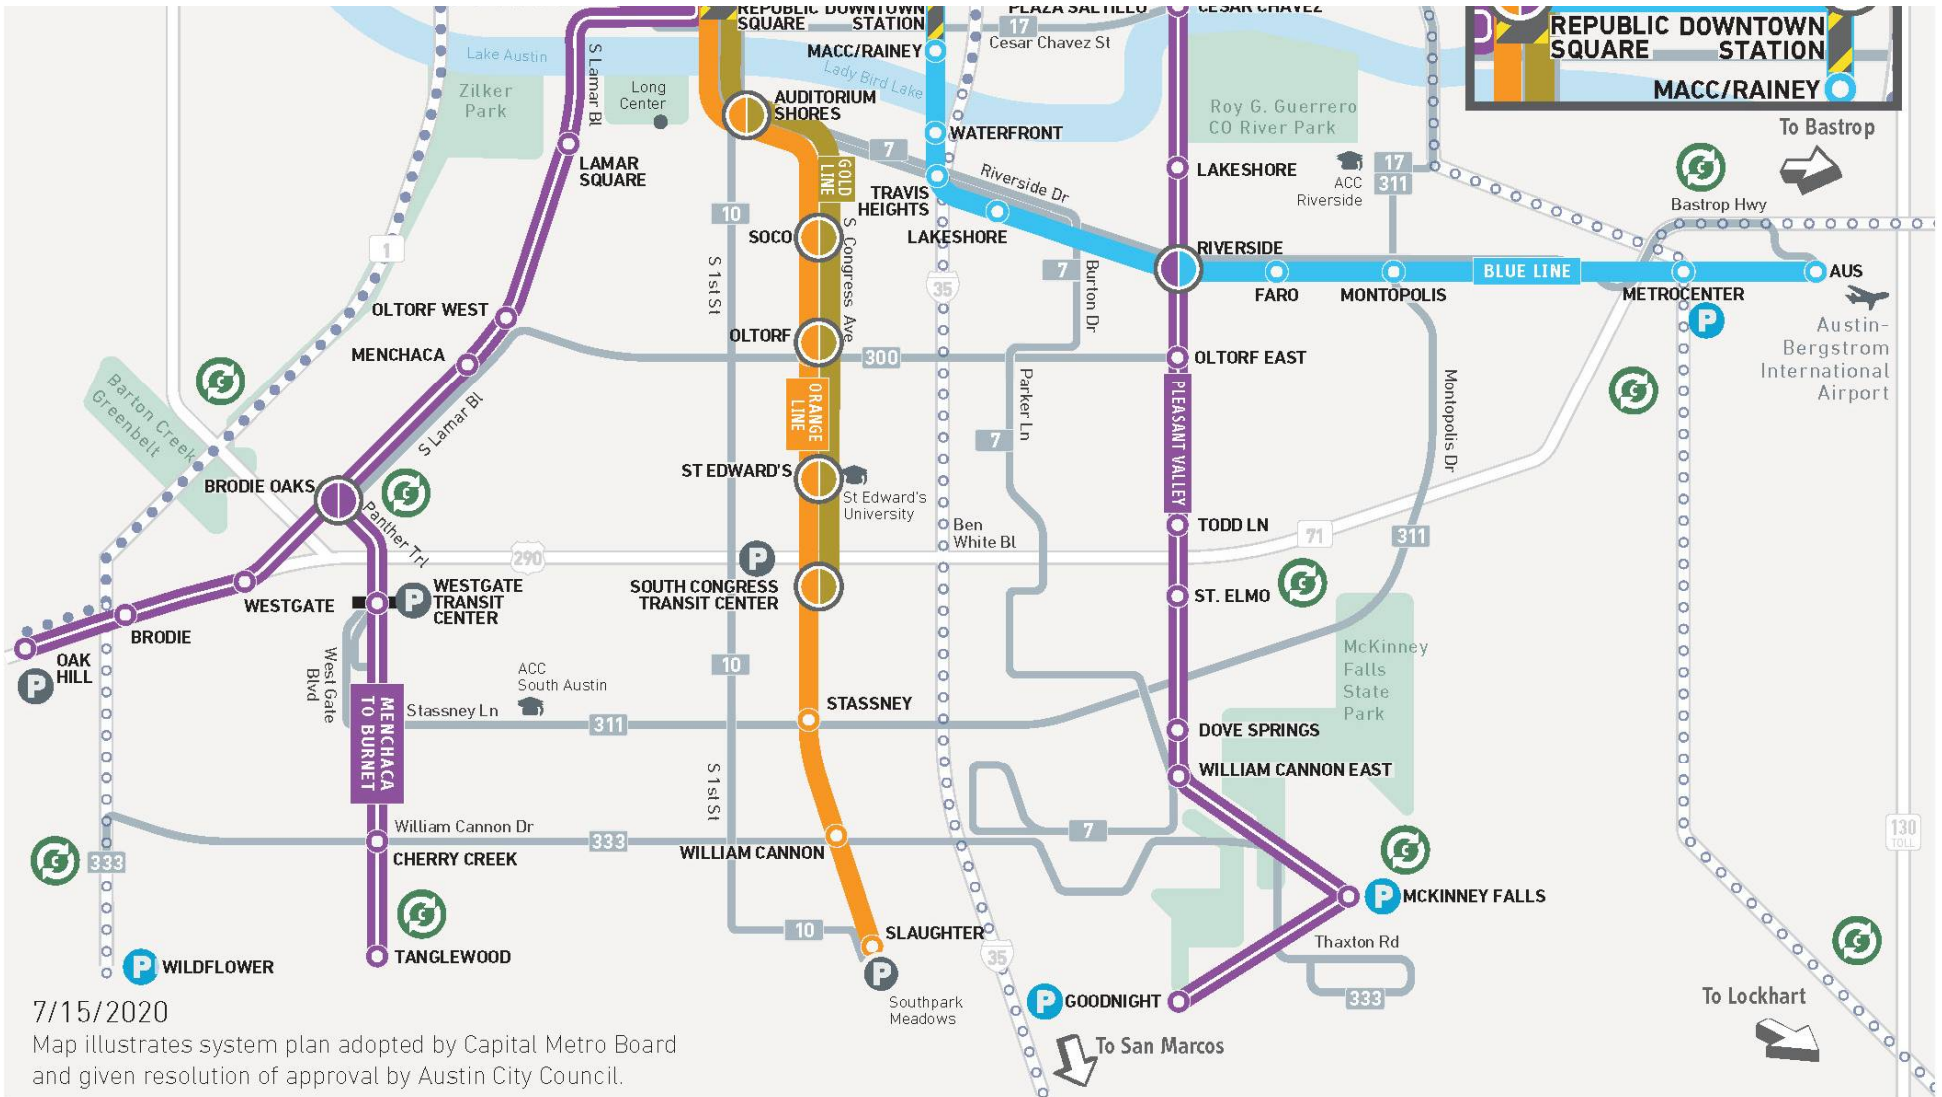 REPUBLIC DOWNTOWN
SQUARE STATION
PLAZA SALTILLO
CESAR CHAVEZ
17
Cesar Chavez St
MACC/RAINEY
REPUBLIC DOWNTOWN
SQUARE STATION
MACC/RAINEY
Lake Austin
S Lamar Bl
Zilker
Park
Long
Center
Lady Bird Lake
AUDITORIUM
SHORES
WATERFRONT
Roy G. Guerrero
CO River Park
To Bastrop
LAMAR
SQUARE
GOLD
LINE
7
Riverside Dr
TRAVIS
HEIGHTS
LAKESHORE
LAKESHORE
ACC
Riverside
17
311
C
Bastrop Hwy
10
SOCO
S Congress Ave
S 1st St
1
35
7
Burton Dr
RIVERSIDE
FARO
MONTOPOLIS
BLUE LINE
METROCENTER
P
AUS
Austin-
Bergstrom
International
Airport
OLTORF WEST
MENCHACA
OLTORF
300
OLTORF EAST
C
C
Barton Creek
Greenbelt
S Lamar Bl
ORANGE
LINE
Parker Ln
7
PLEASANT VALLEY
Montopolis Dr
BRODIE OAKS
C
Panther Trl
ST EDWARD'S
St Edward's
University
Ben
White Bl
TODD LN
71
311
290
P
SOUTH CONGRESS
TRANSIT CENTER
ST. ELMO
C
WESTGATE
P
WESTGATE
TRANSIT
CENTER
BRODIE
OAK
HILL
P
West Gate
Blvd
ACC
South Austin
10
McKinney
Falls
State
Park
MENCHACA
TO BURNET
Stassney Ln
311
STASSNEY
DOVE SPRINGS
WILLIAM CANNON EAST
S 1st St
William Cannon Dr
333
CHERRY CREEK
WILLIAM CANNON
7
130
TOLL
C
333
C
P
MCKINNEY FALLS
C
10
SLAUGHTER
35
Thaxton Rd
C
TANGLEWOOD
P
WILDFLOWER
P
Southpark
Meadows
P
GOODNIGHT
333
To Lockhart
To San Marcos
7/15/2020
Map illustrates system plan adopted by Capital Metro Board
and given resolution of approval by Austin City Council.